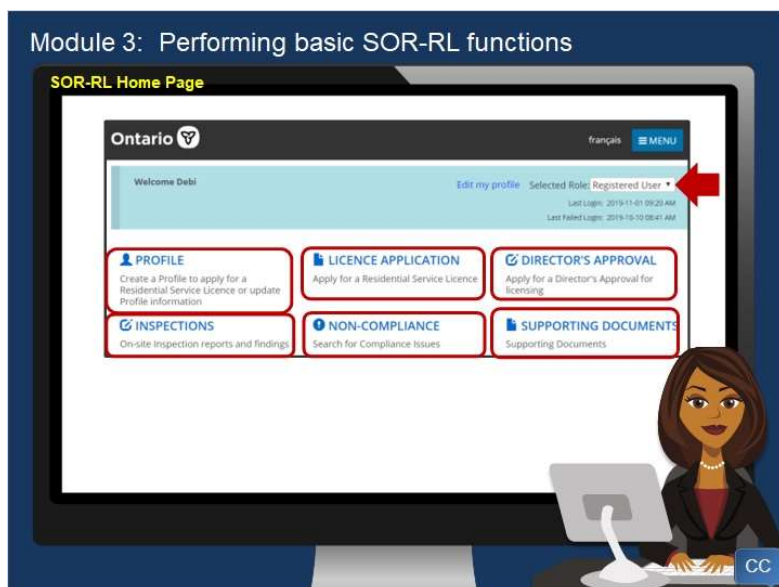 Module 3: Performing basic SOR-RL functions
SOR-RL Home Page
Ontario
français
MENU
Welcome Debi
Edit my profile
Selected Role: Registered User
Last Login: 2019-11-01 09:20 AM
Last Failed Login: 2019-10-10 08:41 AM
PROFILE
Create a Profile to apply for a
Residential Service Licence or update
Profile information
LICENCE APPLICATION
Apply for a Residential Service Licence
DIRECTOR'S APPROVAL
Apply for a Director's Approval for
licensing
INSPECTIONS
On-site Inspection reports and findings
NON-COMPLIANCE
Search for Compliance Issues
SUPPORTING DOCUMENTS
Supporting Documents
CC